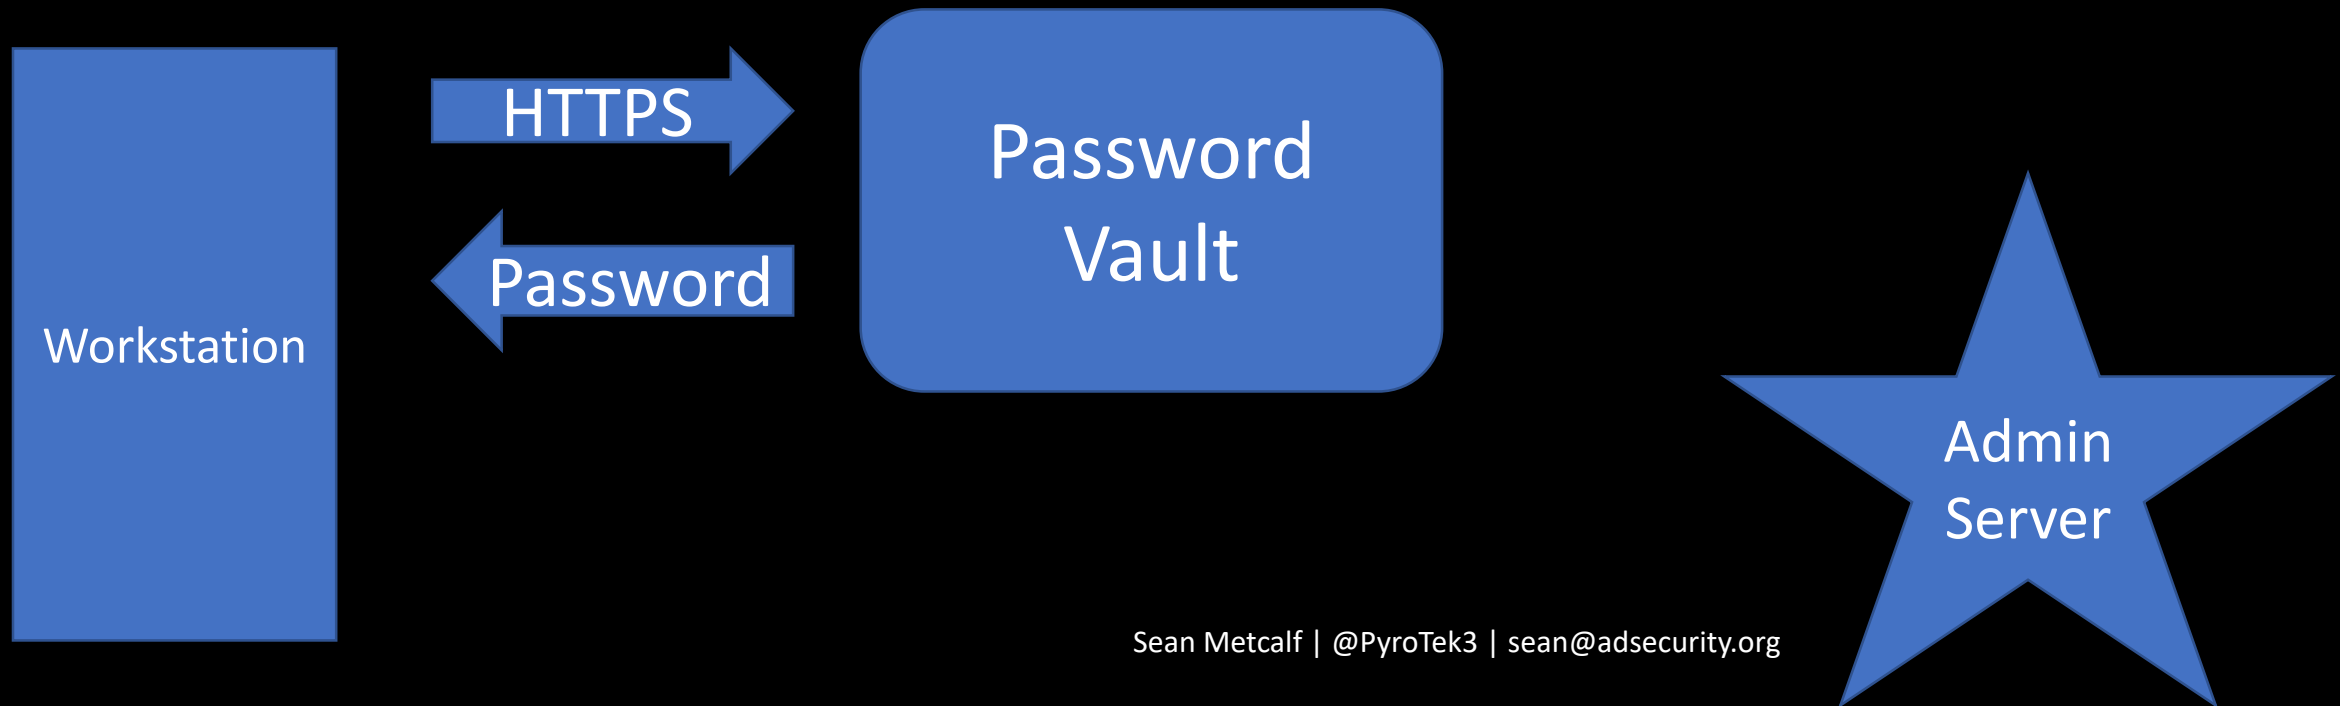 HTTPS
Password
Workstation
Password
Vault
Admin
Server
Sean Metcalf | @PyroTek3 | sean@adsecurity.org